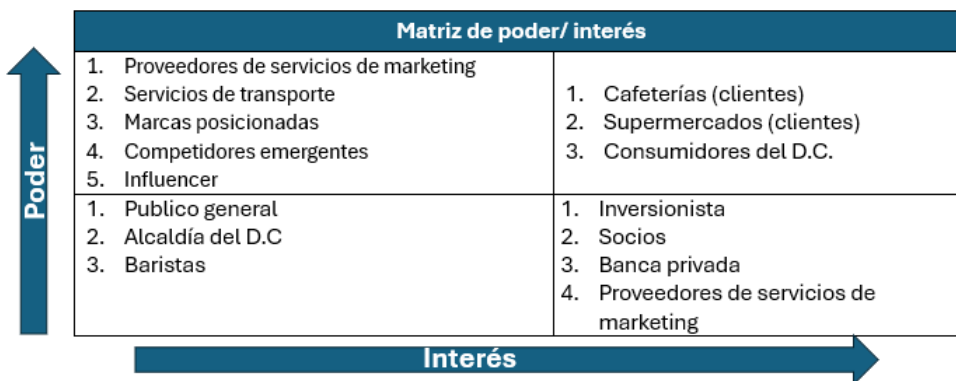 Matriz de poder/ interés
Poder
1. Proveedores de servicios de marketing
2. Servicios de transporte
3. Marcas posicionadas
4. Competidores emergentes
5. Influencer
1. Cafeterías (clientes)
2. Supermercados (clientes)
3. Consumidores del D.C.
1. Publico general
2. Alcaldía del D.C
3. Baristas
1. Inversionista
2. Socios
3. Banca privada
4. Proveedores de servicios de
marketing
Interés